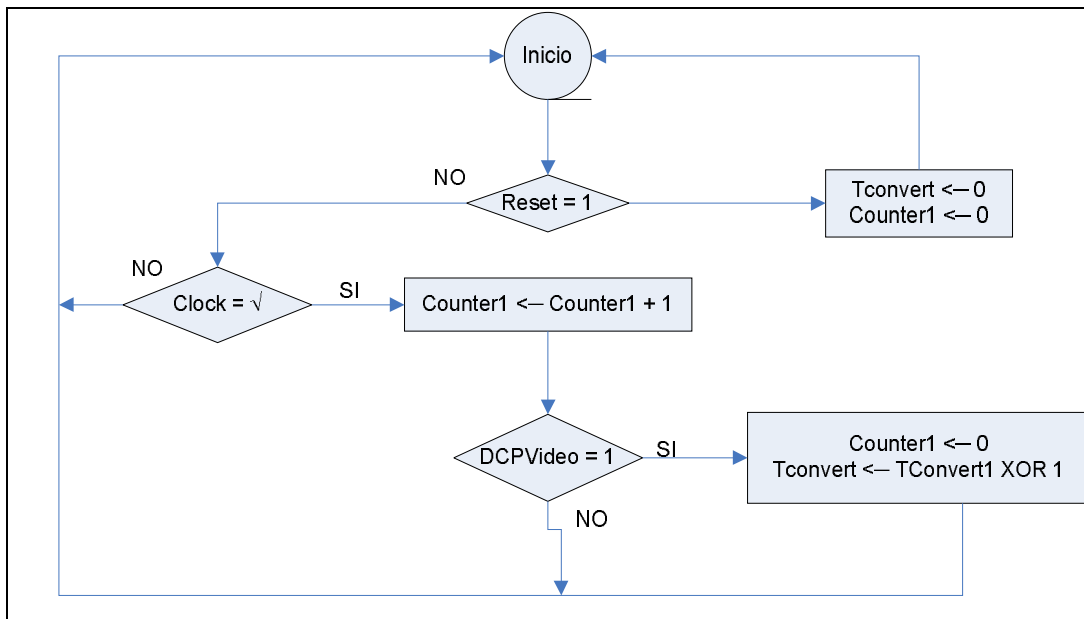 Inicio
NO
Reset = 1
Tconvert <— 0
Counter1 <— 0
NO
Clock = √
SI
Counter1 <— Counter1 + 1
DCPVideo = 1
SI
Counter1 <— 0
Tconvert <— TConvert1 XOR 1
NO